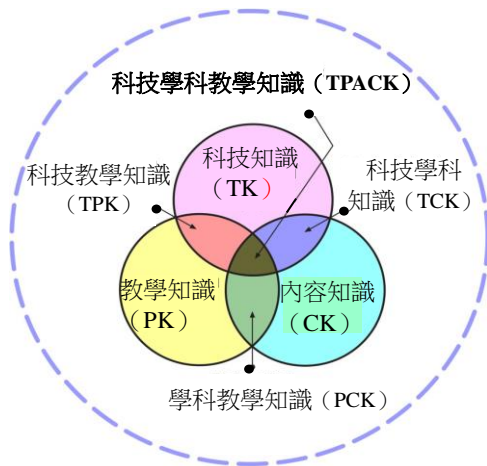 科技學科教學知識（TPACK）
科技知識
（TK）
科技教學知識
（TPK）
科技學科
知識（TCK）
教學知識
（PK）
內容知識
（CK）
學科教學知識（PCK）